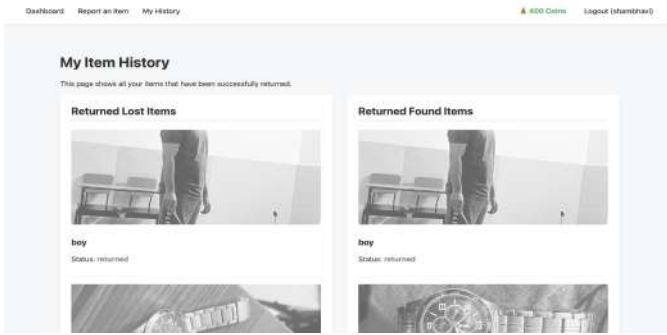 Dashboard Report an Item My History 600 Coins Logout (shambhavi)
My Item History
This page shows all your items that have been successfully returned.
Returned Lost Items
boy
Status: returned
Returned Found Items
boy
Status: returned